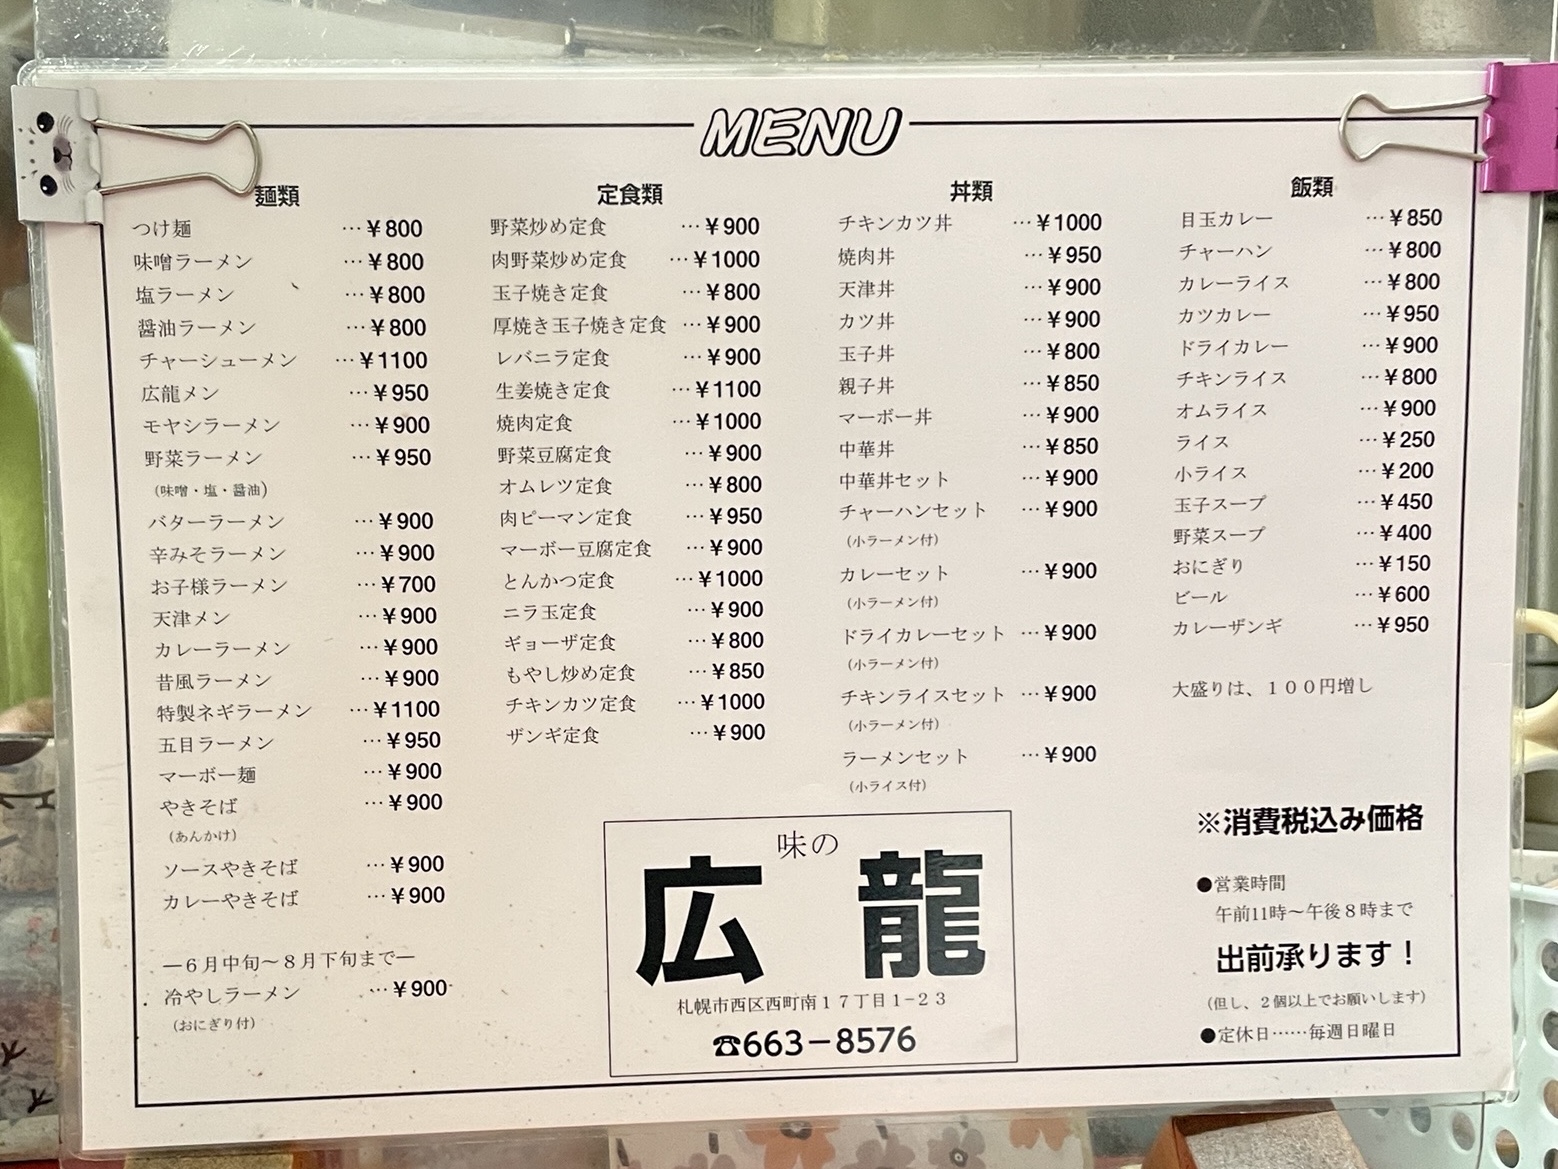 MENU
麺類
つけ麺 …￥800
味噌ラーメン …￥800
塩ラーメン …￥800
醤油ラーメン …￥800
チャーシューメン …￥1100
広龍メン …￥950
モヤシラーメン …￥900
野菜ラーメン …￥950
(味噌・塩・醤油)
バターラーメン …￥900
辛みそラーメン …￥900
お子様ラーメン …￥700
天津メン …￥900
カレーラーメン …￥900
昔風ラーメン …￥900
特製ネギラーメン …￥1100
五目ラーメン …￥950
マーボー麺 …￥900
やきそば …￥900
(あんかけ)
ソースやきそば …￥900
カレーやきそば …￥900
―６月中旬～８月下旬まで―
冷やしラーメン …￥900
(おにぎり付)
定食類
野菜炒め定食 …￥900
肉野菜炒め定食 …￥1000
玉子焼き定食 …￥800
厚焼き玉子焼き定食 …￥900
レバニラ定食 …￥900
生姜焼き定食 …￥1100
焼肉定食 …￥1000
野菜豆腐定食 …￥900
オムレツ定食 …￥800
肉ピーマン定食 …￥950
マーボー豆腐定食 …￥900
とんかつ定食 …￥1000
ニラ玉定食 …￥900
ギョーザ定食 …￥800
もやし炒め定食 …￥850
チキンカツ定食 …￥1000
ザンギ定食 …￥900
丼類
チキンカツ丼 …￥1000
焼肉丼 …￥950
天津丼 …￥900
カツ丼 …￥900
玉子丼 …￥800
親子丼 …￥850
マーボー丼 …￥900
中華丼 …￥850
中華丼セット …￥900
チャーハンセット …￥900
(小ラーメン付)
カレーセット …￥900
(小ラーメン付)
ドライカレーセット …￥900
(小ラーメン付)
チキンライスセット …￥900
(小ラーメン付)
ラーメンセット …￥900
(小ライス付)
飯類
目玉カレー …￥850
チャーハン …￥800
カレーライス …￥800
カツカレー …￥950
ドライカレー …￥900
チキンライス …￥800
オムライス …￥900
ライス …￥250
小ライス …￥200
玉子スープ …￥450
野菜スープ …￥400
おにぎり …￥150
ビール …￥600
カレーザンギ …￥950
大盛りは、１００円増し
※消費税込み価格
●営業時間
午前11時～午後８時まで
出前承ります！
(但し、２個以上でお願いします)
●定休日……毎週日曜日
味の
広龍
札幌市西区西町南１７丁目１−２３
☎663−8576